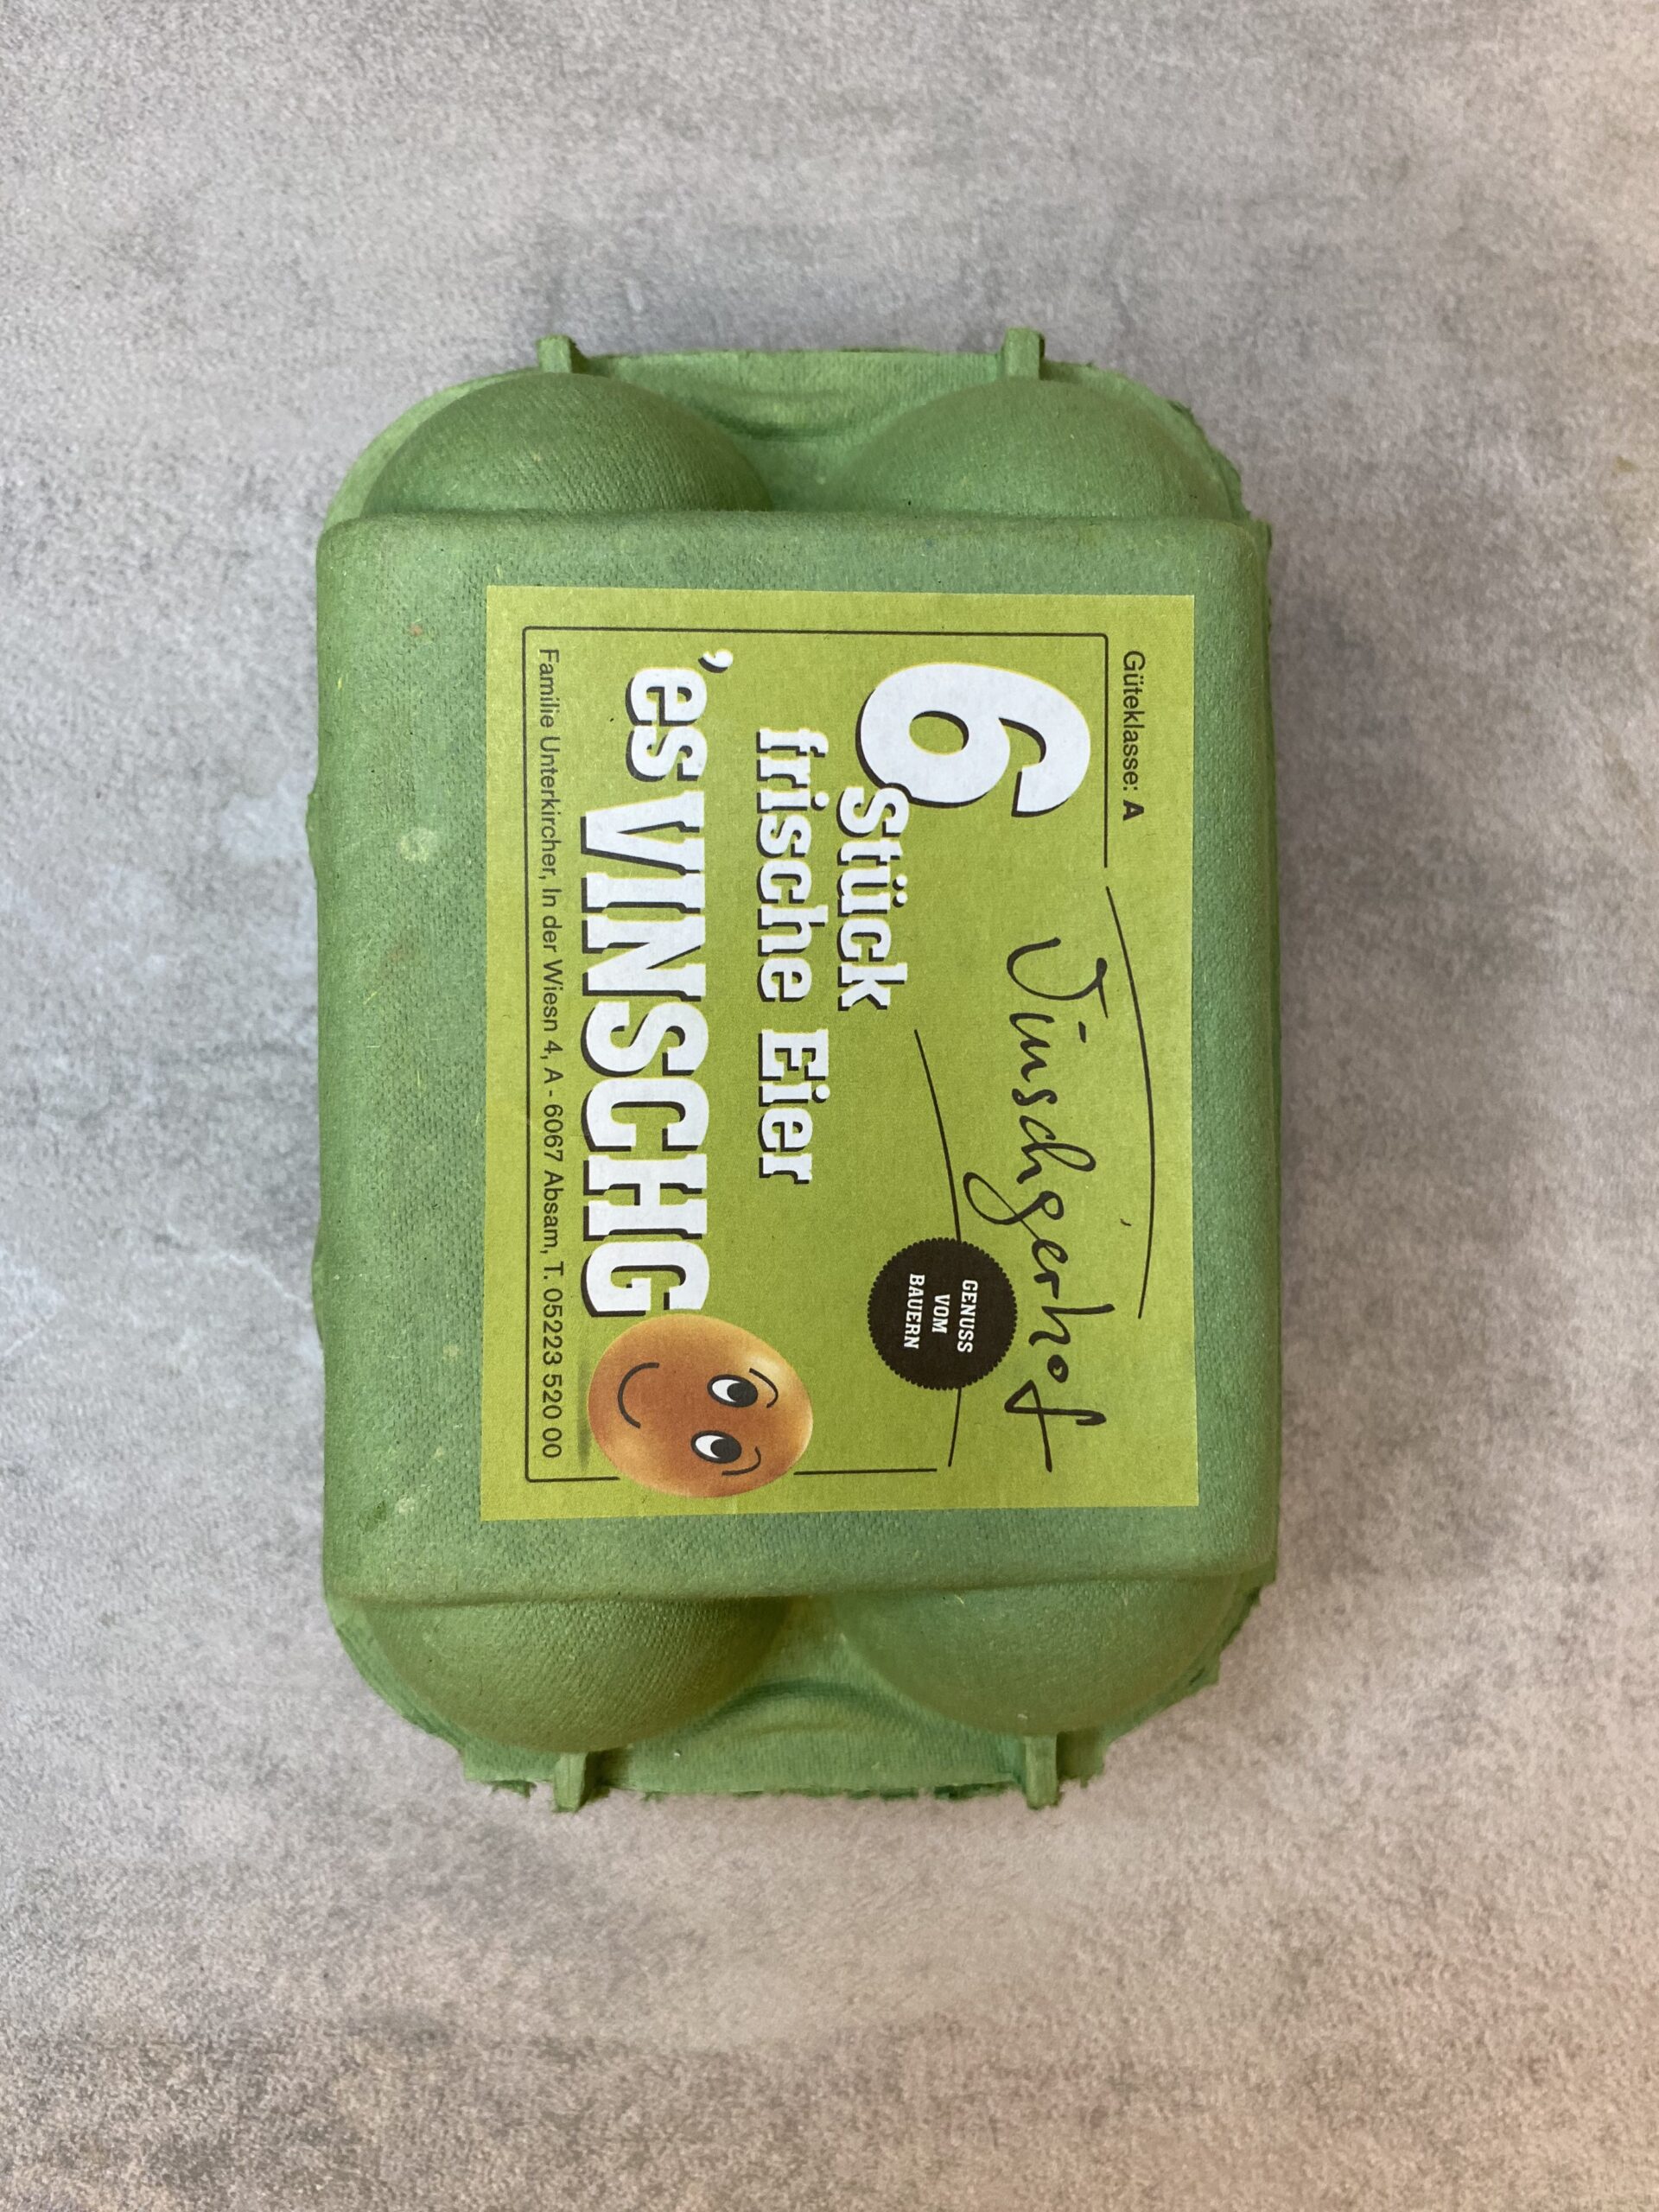 Güteklasse: A
Vinschgerhof
GENUSS
VOM
BAUERN
6 Stück
frische Eier
'es VINSCHG
Familie Unterkircher, In der Wiesn 4, A - 6067 Absam, T. 05223 520 00